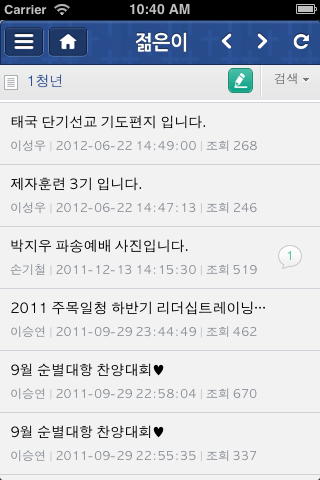 Carrier 10:40 AM
젊은이
1청년 검색
태국 단기선교 기도편지 입니다.
이성우 | 2012-06-22 14:49:00 | 조회 268
제자훈련 3기 입니다.
이성우 | 2012-06-22 14:47:13 | 조회 246
박지우 파송예배 사진입니다.
손기철 | 2011-12-13 14:15:30 | 조회 519
1
2011 주목일청 하반기 리더십트레이닝…
이승연 | 2011-09-29 23:44:49 | 조회 462
9월 순별대항 찬양대회♥
이승연 | 2011-09-29 22:58:04 | 조회 670
9월 순별대항 찬양대회♥
이승연 | 2011-09-29 22:55:35 | 조회 337